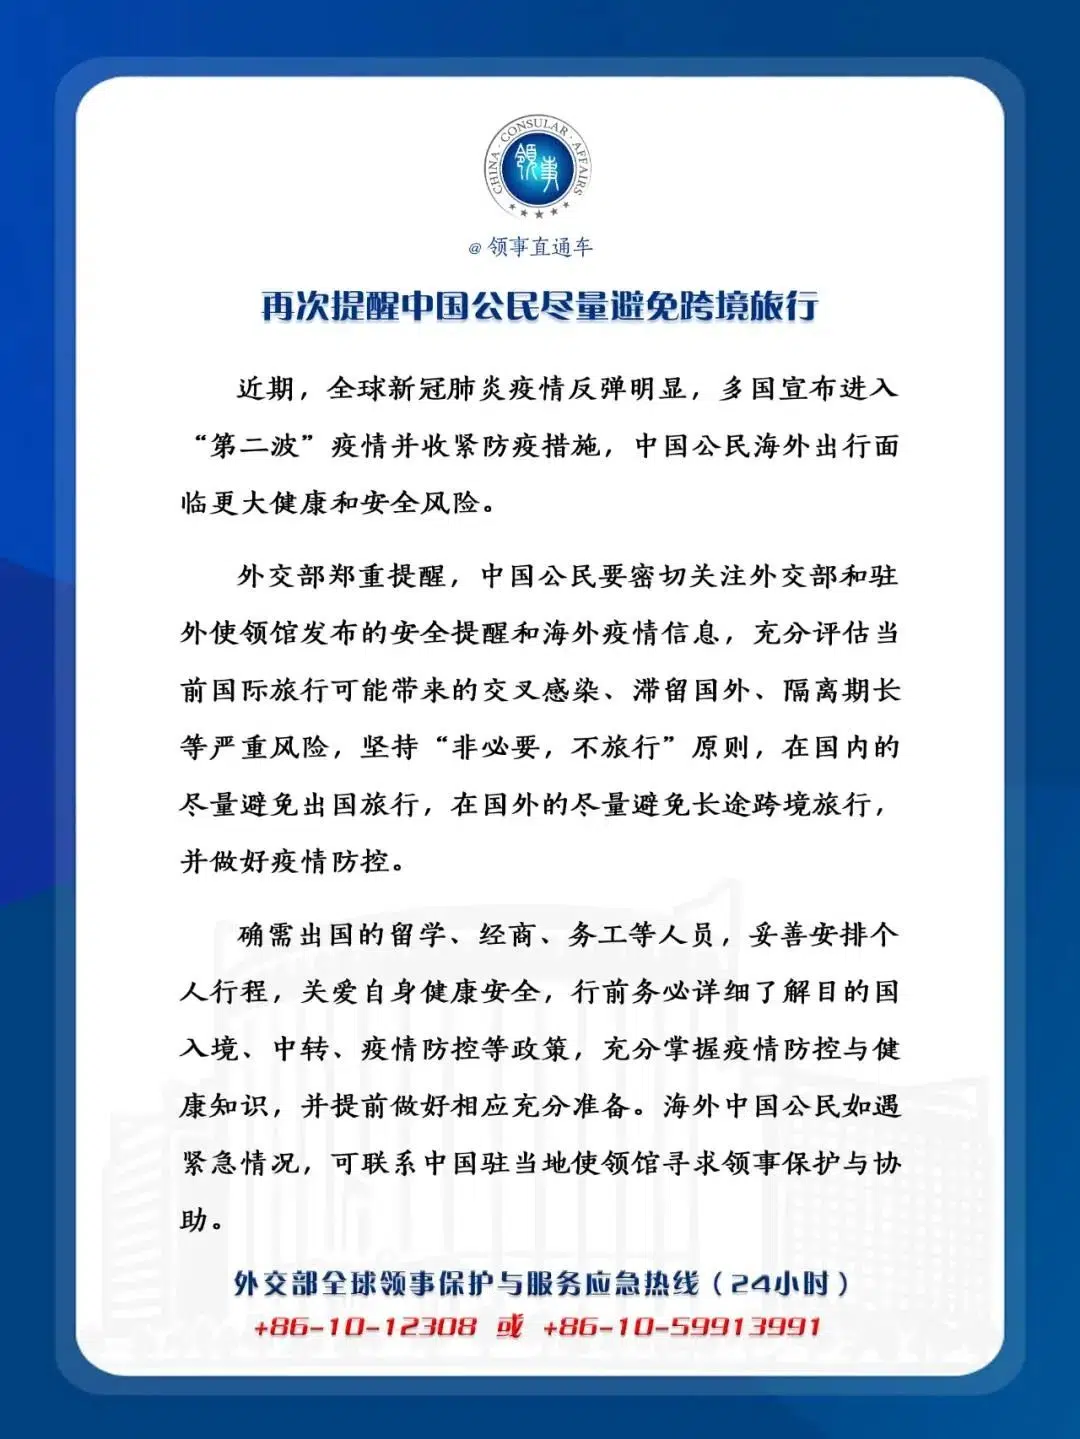 CHINA · CONSULAR · AFFAIRS
领事
@领事直通车
再次提醒中国公民尽量避免跨境旅行
近期，全球新冠肺炎疫情反弹明显，多国宣布进入
“第二波”疫情并收紧防疫措施，中国公民海外出行面
临更大健康和安全风险。
外交部郑重提醒，中国公民要密切关注外交部和驻
外使领馆发布的安全提醒和海外疫情信息，充分评估当
前国际旅行可能带来的交叉感染、滞留国外、隔离期长
等严重风险，坚持“非必要，不旅行”原则，在国内的
尽量避免出国旅行，在国外的尽量避免长途跨境旅行，
并做好疫情防控。
确需出国的留学、经商、务工等人员，妥善安排个
人行程，关爱自身健康安全，行前务必详细了解目的国
入境、中转、疫情防控等政策，充分掌握疫情防控与健
康知识，并提前做好相应充分准备。海外中国公民如遇
紧急情况，可联系中国驻当地使领馆寻求领事保护与协
助。
外交部全球领事保护与服务应急热线（24小时）
+86-10-12308 或 +86-10-59913991